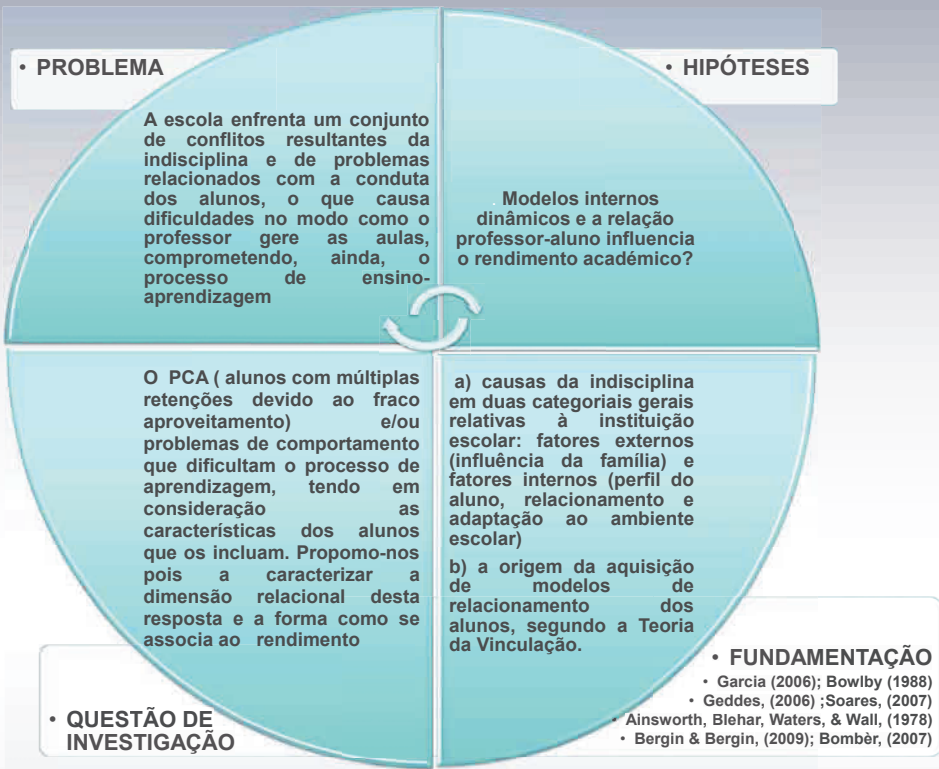 • PROBLEMA
A escola enfrenta um conjunto
de conflitos resultantes da
indisciplina e de problemas
relacionados com a conduta
dos alunos, o que causa
dificuldades no modo como o
professor gere as aulas,
comprometendo, ainda, o
processo de ensino-
aprendizagem
• HIPÓTESES
. Modelos internos
dinâmicos e a relação
professor-aluno influencia
o rendimento académico?
O PCA ( alunos com múltiplas
retenções devido ao fraco
aproveitamento) e/ou
problemas de comportamento
que dificultam o processo de
aprendizagem, tendo em
consideração as
características dos alunos
que os incluam. Propomo-nos
pois a caracterizar a
dimensão relacional desta
resposta e a forma como se
associa ao rendimento
• QUESTÃO DE
INVESTIGAÇÃO
a) causas da indisciplina
em duas categoriais gerais
relativas à instituição
escolar: fatores externos
(influência da família) e
fatores internos (perfil do
aluno, relacionamento e
adaptação ao ambiente
escolar)
b) a origem da aquisição
de modelos de
relacionamento dos
alunos, segundo a Teoria
da Vinculação.
• FUNDAMENTAÇÃO
• Garcia (2006); Bowlby (1988)
• Geddes, (2006) ;Soares, (2007)
• Ainsworth, Blehar, Waters, & Wall, (1978)
• Bergin & Bergin, (2009); Bombèr, (2007)